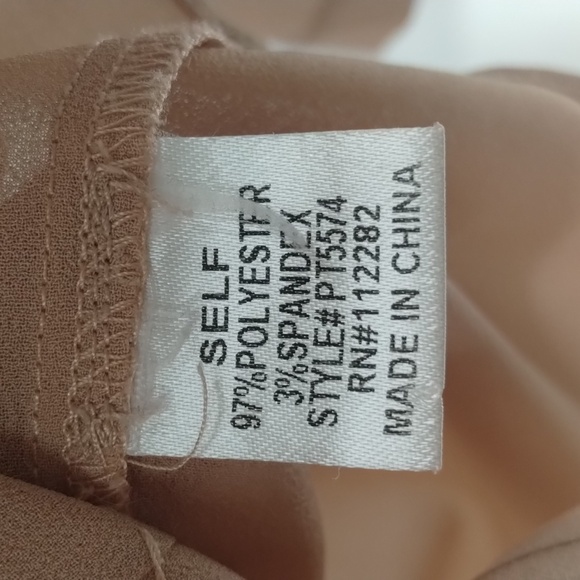 SELF
97%POLYESTER
3%SPANDEX
STYLE#PT5574
RN#112282
MADE IN CHINA